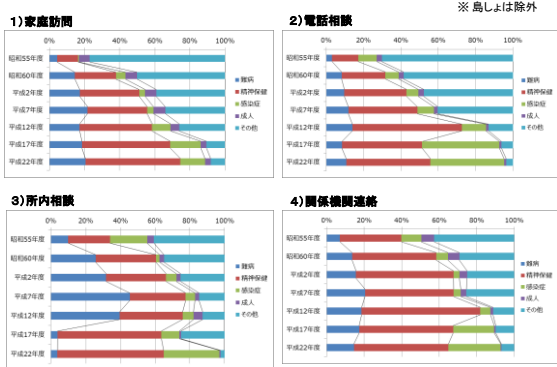 ※ 島しょは除外
1)家庭訪問
0% 20% 40% 60% 80% 100%
昭和55年度
昭和60年度
平成2年度
平成7年度
平成12年度
平成17年度
平成22年度
難病
精神保健
感染症
成人
その他
2)電話相談
0% 20% 40% 60% 80% 100%
昭和55年度
昭和60年度
平成2年度
平成7年度
平成12年度
平成17年度
平成22年度
難病
精神保健
感染症
成人
その他
3)所内相談
0% 20% 40% 60% 80% 100%
昭和55年度
昭和60年度
平成2年度
平成7年度
平成12年度
平成17年度
平成22年度
難病
精神保健
感染症
成人
その他
4)関係機関連絡
0% 20% 40% 60% 80% 100%
昭和55年度
昭和60年度
平成2年度
平成7年度
平成12年度
平成17年度
平成22年度
難病
精神保健
感染症
成人
その他